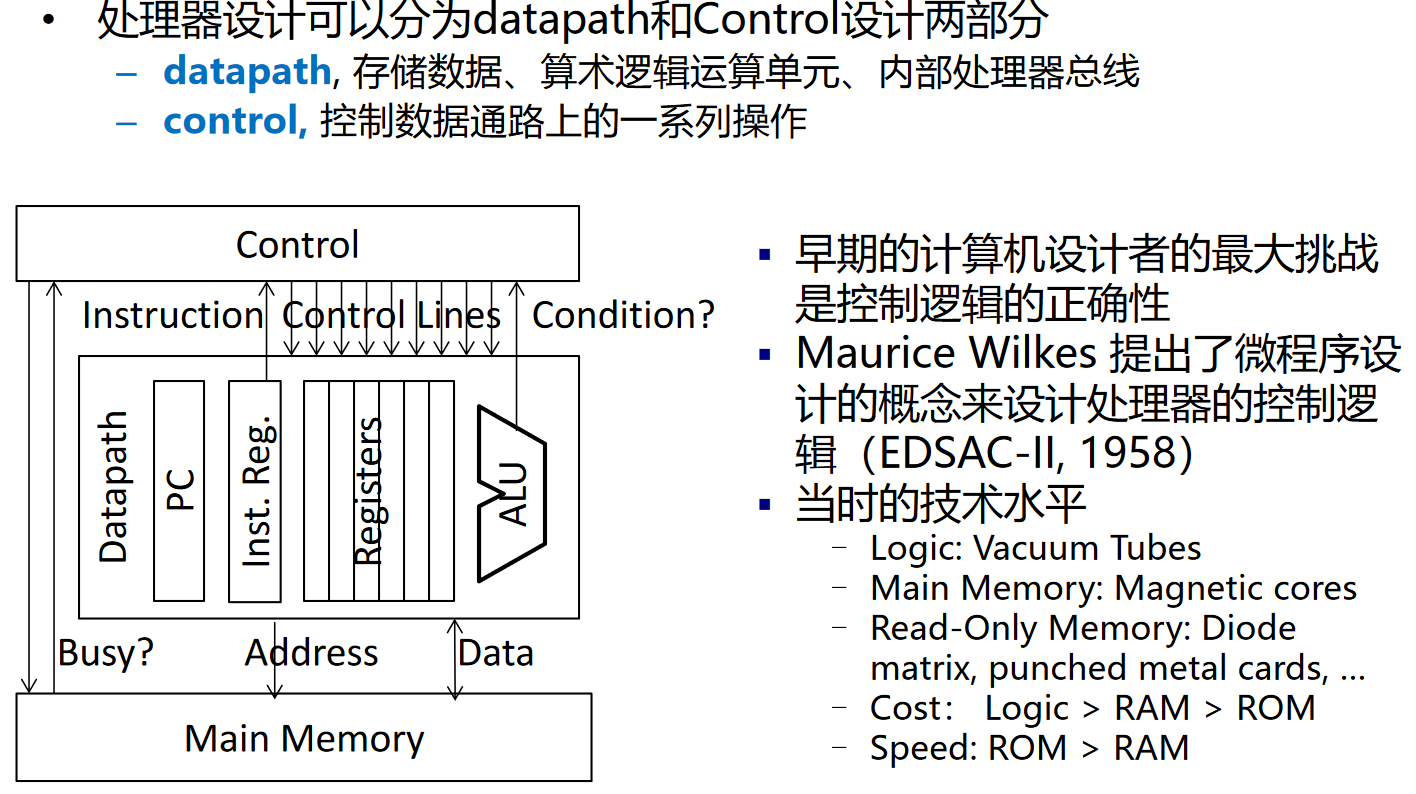 • 处理器设计可以分为datapath和Control设计两部分
– datapath, 存储数据、算术逻辑运算单元、内部处理器总线
– control, 控制数据通路上的一系列操作
Control
Instruction
Control Lines
Condition?
Datapath
PC
Inst. Reg.
Registers
ALU
Busy?
Address
Data
Main Memory
▪ 早期的计算机设计者的最大挑战
是控制逻辑的正确性
▪ Maurice Wilkes 提出了微程序设
计的概念来设计处理器的控制逻
辑（EDSAC-II, 1958）
▪ 当时的技术水平
– Logic: Vacuum Tubes
– Main Memory: Magnetic cores
– Read-Only Memory: Diode
matrix, punched metal cards, …
– Cost： Logic > RAM > ROM
– Speed: ROM > RAM